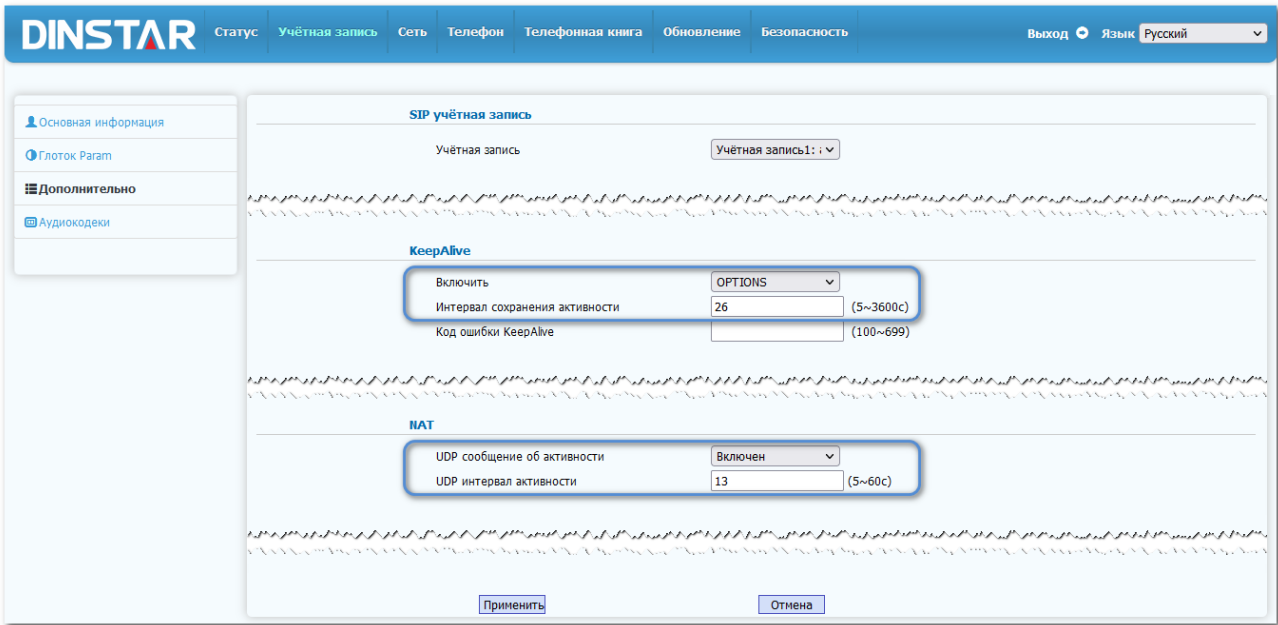 DINSTAR Статус Учётная запись Сеть Телефон Телефонная книга Обновление Безопасность Выход Язык Русский
Основная информация
Глоток Param
Дополнительно
Аудиокодеки
SIP учётная запись
Учётная запись Учётная запись1:
KeepAlive
Включить OPTIONS
Интервал сохранения активности 26 (5~3600с)
Код ошибки KeepAlive (100~699)
NAT
UDP сообщение об активности Включен
UDP интервал активности 13 (5~60с)
Применить Отмена